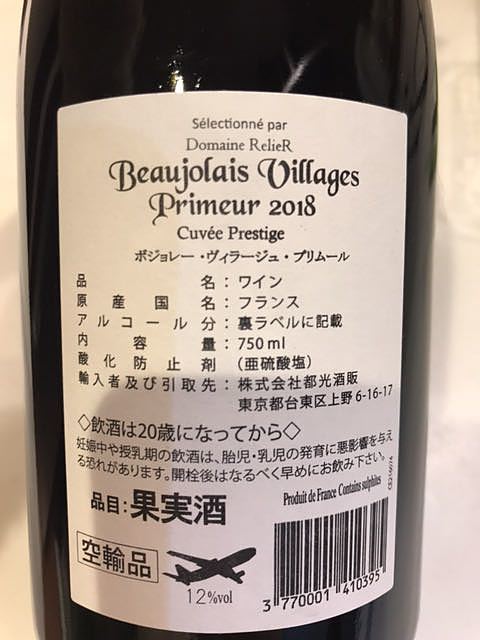 Sélectionné par
Domaine RelieR
Beaujolais Villages
Primeur 2018
Cuvée Prestige
ボジョレー・ヴィラージュ・プリムール
品名：ワイン
原産国名：フランス
アルコール分：裏ラベルに記載
内容量：750 ml
酸化防止剤（亜硫酸塩）
輸入者及び引取先：株式会社都光酒販
東京都台東区上野 6-16-17
◇飲酒は20歳になってから◇
妊娠中や授乳期の飲酒は、胎児・乳児の発育に悪影響を与え
る恐れがあります。開栓後はなるべく早めにお飲み下さい。
品目：果実酒
Produit de France Contains sulphites
空輸品
12%vol
3 770001 410395